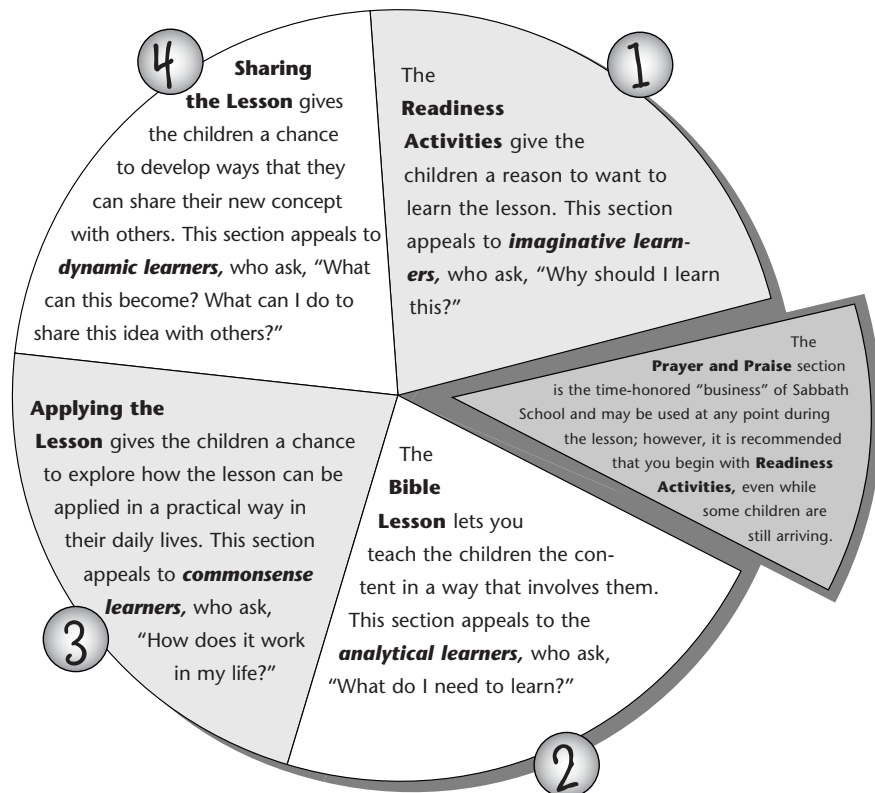 1
The
Readiness
Activities give the
children a reason to want to
learn the lesson. This section
appeals to imaginative learn-
ers, who ask, “Why should I learn
this?”
The
Prayer and Praise section
is the time-honored “business” of Sabbath
School and may be used at any point during
the lesson; however, it is recommended
that you begin with Readiness
Activities, even while
some children are
still arriving.
2
The
Bible
Lesson lets you
teach the children the con-
tent in a way that involves them.
This section appeals to the
analytical learners, who ask,
“What do I need to learn?”
3
Applying the
Lesson gives the children a chance
to explore how the lesson can be
applied in a practical way in
their daily lives. This section
appeals to commonsense
learners, who ask,
“How does it work
in my life?”
4
Sharing
the Lesson gives
the children a chance
to develop ways that they
can share their new concept
with others. This section appeals to
dynamic learners, who ask, “What
can this become? What can I do to
share this idea with others?”